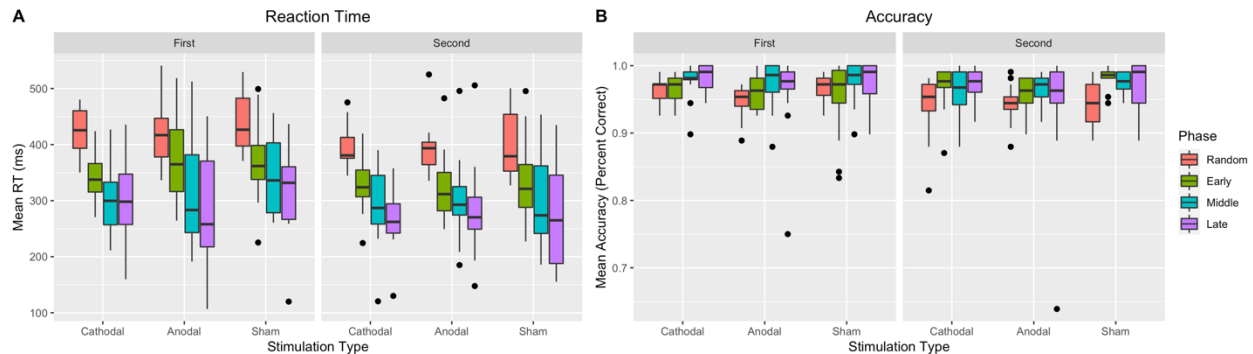 A
Reaction Time
First
Second
500
400
300
200
100
Mean RT (ms)
Cathodal
Anodal
Sham
Cathodal
Anodal
Sham
Stimulation Type
B
Accuracy
First
Second
1.0
0.9
0.8
0.7
Mean Accuracy (Percent Correct)
Cathodal
Anodal
Sham
Cathodal
Anodal
Sham
Stimulation Type
Phase
Random
Early
Middle
Late